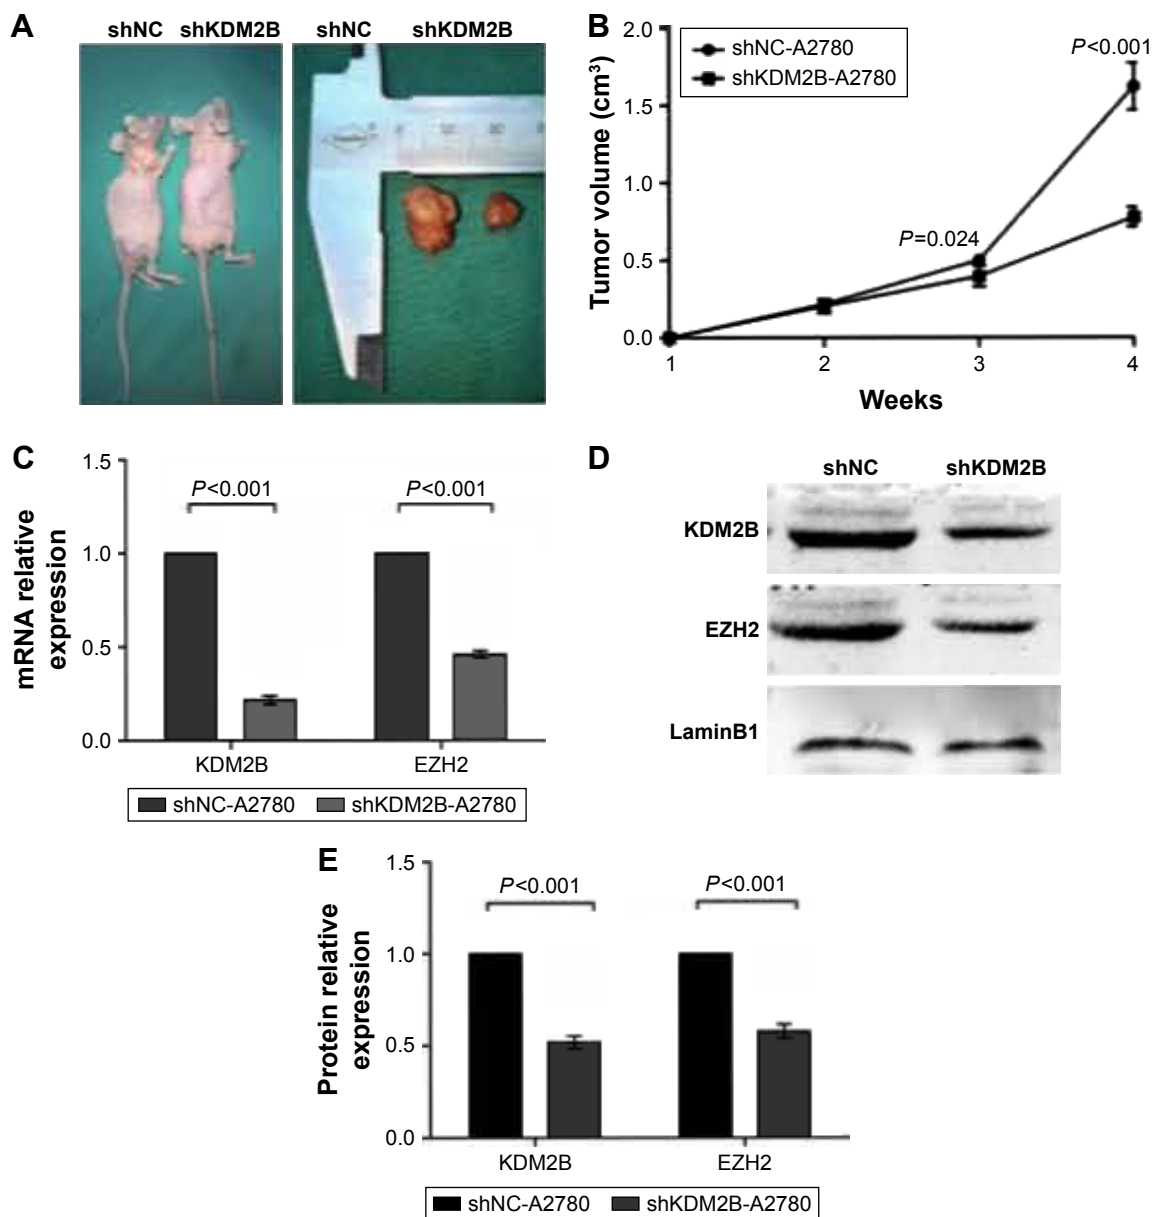 A
shNC shKDM2B
shNC shKDM2B
B
2.0
1.5
1.0
0.5
0.0
Tumor volume (cm³)
shNC-A2780
shKDM2B-A2780
P<0.001
P=0.024
1 2 3 4
Weeks
C
1.5
1.0
0.5
0.0
mRNA relative
expression
P<0.001 P<0.001
KDM2B EZH2
shNC-A2780 shKDM2B-A2780
D
shNC shKDM2B
KDM2B
EZH2
LaminB1
E
1.5
1.0
0.5
0.0
Protein relative
expression
P<0.001 P<0.001
KDM2B EZH2
shNC-A2780 shKDM2B-A2780